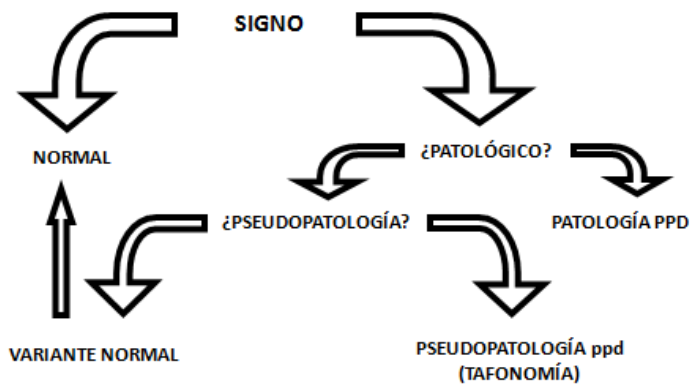 SIGNO
NORMAL
¿PATOLÓGICO?
¿PSEUDOPATOLOGÍA?
PATOLOGÍA PPD
VARIANTE NORMAL
PSEUDOPATOLOGÍA ppd
(TAFONOMÍA)